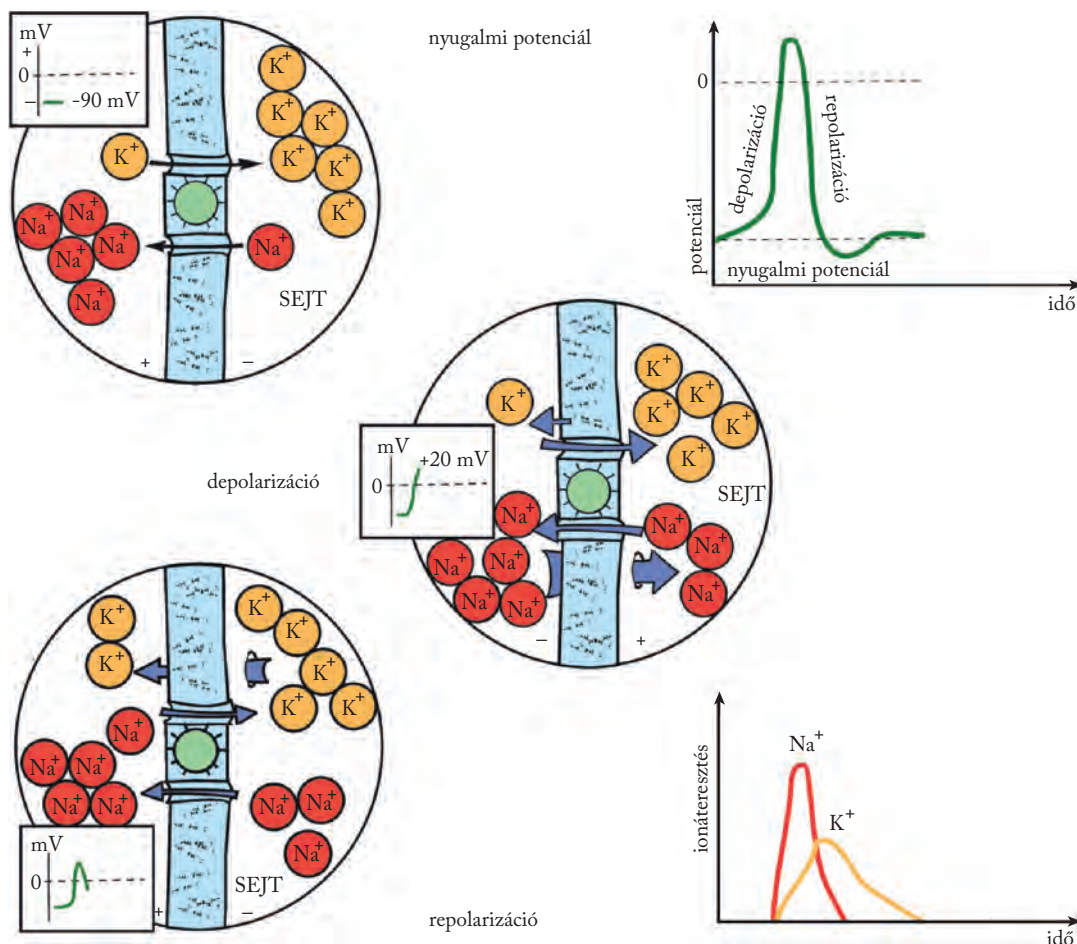 nyugalmi potenciál
mV
+
0
−
-90 mV
K+
K+
K+
K+
K+
K+
K+
Na+
Na+
Na+
Na+
Na+
Na+
SEJT
+
−
0
depolarizáció
repolarizáció
potenciál
nyugalmi potenciál
idő
depolarizáció
mV
+20 mV
0
K+
K+
K+
K+
K+
K+
SEJT
Na+
Na+
Na+
Na+
Na+
Na+
Na+
Na+
Na+
−
+
K+
K+
K+
K+
K+
K+
K+
Na+
Na+
Na+
Na+
Na+
Na+
Na+
Na+
mV
0
SEJT
+
−
repolarizáció
Na+
K+
ionáteresztés
idő